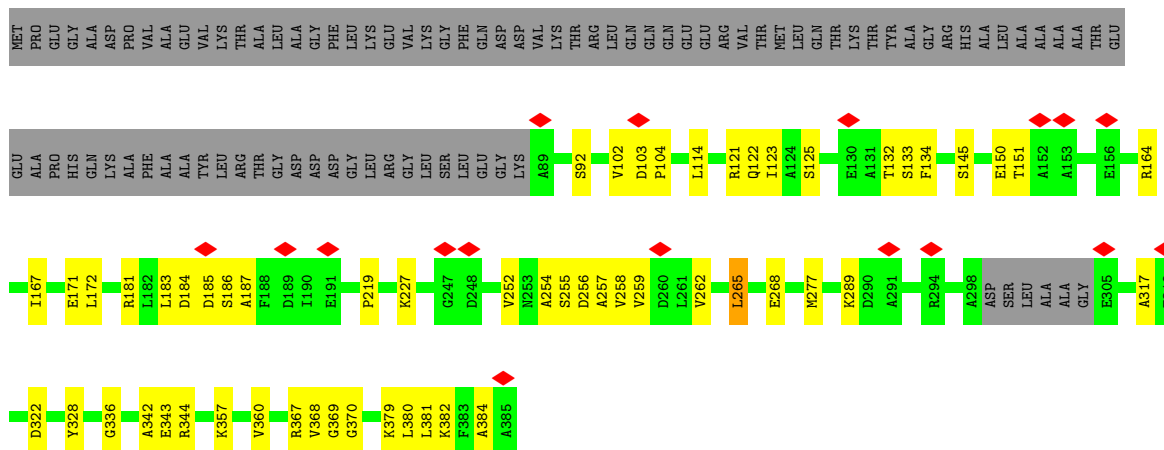 MET PRO GLU GLY ALA ASP PRO VAL ALA ALA GLU VAL LYS THR ALA LEU ALA GLY PHE LEU LYS GLU VAL LYS GLY PHE GLN ASP ASP VAL LYS THR ARG LEU GLN GLN GLN GLU GLU ARG VAL THR MET LEU GLN THR LYS THR TYR ALA GLY ARG HIS ALA LEU ALA ALA ALA ALA ALA THR GLU
GLU ALA PRO HIS GLN LYS ALA PHE ALA ALA TYR LEU ARG THR GLY ASP ASP ASP GLY LEU ARG GLY LEU SER LEU GLU GLY LYS A89 S92 V102 D103 P104 L114 R121 Q122 I123 A124 S125 E130 A131 T132 S133 F134 S145 E150 T151 A152 A153 E156 R164
I167 E171 L172 R181 L182 L183 D184 D185 S186 A187 F188 D189 I190 E191 P219 K227 G247 D248 V252 N253 A254 S255 D256 A257 V258 V259 D260 L261 V262 L265 E268 M277 K289 D290 A291 R294 A298 ASP SER LEU ALA ALA GLY E305 A317
D322 Y328 G336 A342 E343 R344 K357 V360 R367 V368 G369 G370 K379 L380 L381 K382 F383 A384 A385